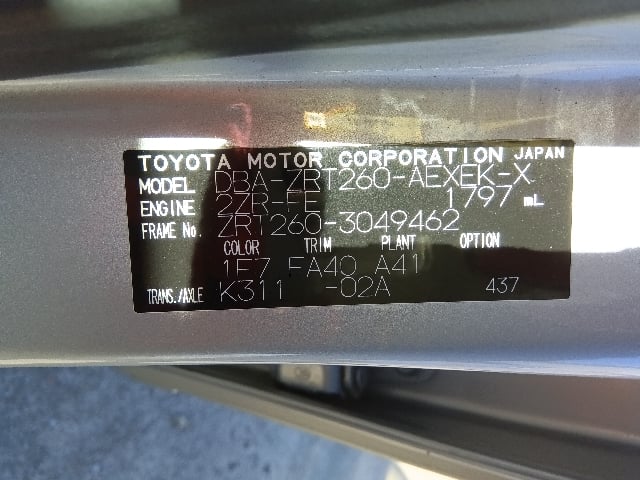 TOYOTA MOTOR CORPORATION JAPAN
MODEL DBA-ZRT260-AEXEK-X
ENGINE 2ZR-FE 1797 mL
FRAME No. ZRT260-3049462
COLOR TRIM PLANT OPTION
1F7 FA40 A41
TRANS./AXLE K311 -02A 437